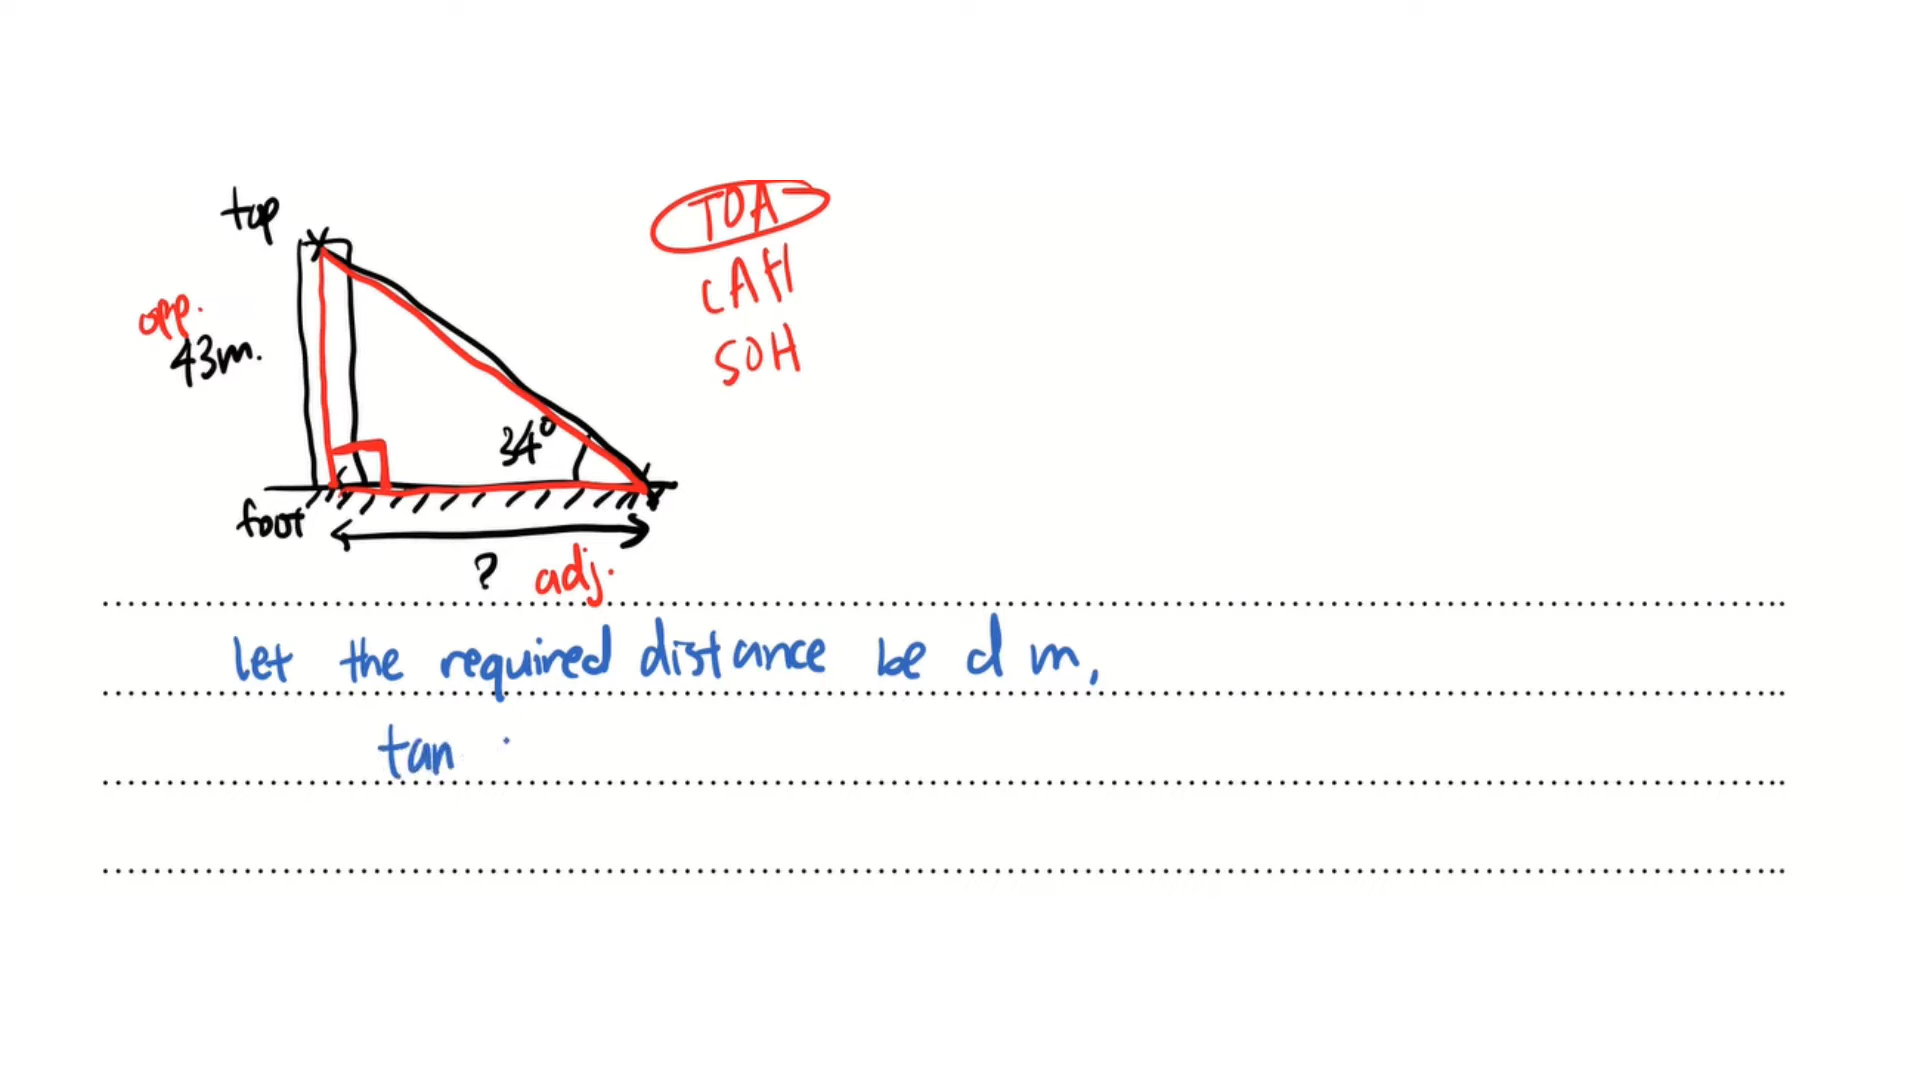 top
TOA
CAH
SOH
opp.
43m.
34°
foot
? adj.
let the required distance be d m,
tan